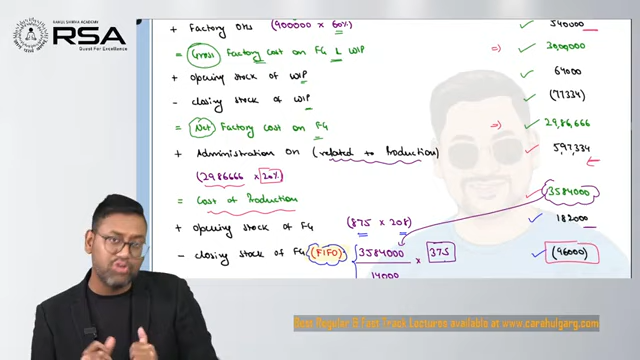 RAHUL SHARMA ACADEMY
RSA
Quest For Excellence
+ Factory OHs (900000 x 60%) ✓ 540000
= Gross Factory cost on FG & WIP => ✓ 3000000
+ opening stock of WIP ✓ 64000
- closing stock of WIP ✓ (77334)
= Net Factory cost on FG => ✓ 29,86,666
+ Administration OH (related to Production) ✓ 597,334
(2986666 x 20%)
= Cost of Production ✓ 3584000
+ opening stock of FG (875 x 208) ✓ 182000
- closing stock of FG (FIFO) { 3584000 x 375 ✓ (96000)
14000
Best Regular & Fast Track Lectures available at www.carahulgarg.com